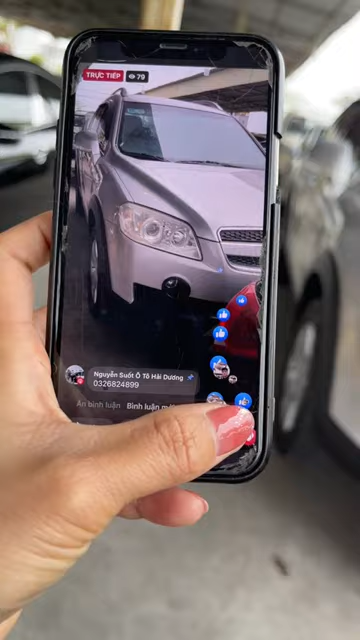 TRỰC TIẾP 79
Nguyễn Suốt Ô Tô Hải Dương
0326824899
Ẩn bình luận Bình luận